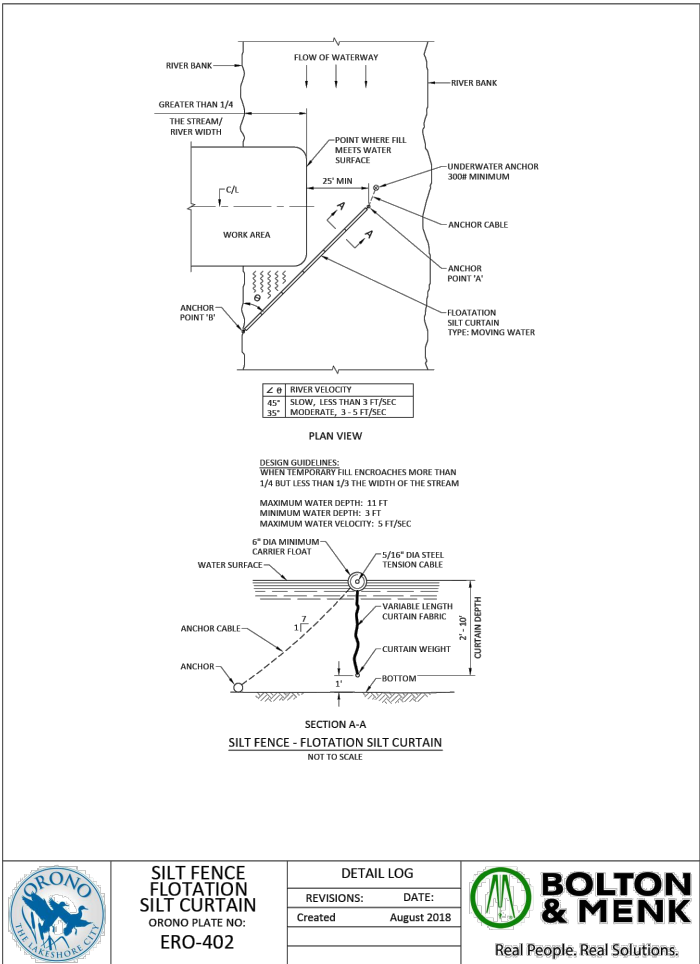 FLOW OF WATERWAY
RIVER BANK
RIVER BANK
GREATER THAN 1/4
THE STREAM/
RIVER WIDTH
POINT WHERE FILL
MEETS WATER
SURFACE
UNDERWATER ANCHOR
300# MINIMUM
25' MIN
C/L
A
ANCHOR CABLE
WORK AREA
A
ANCHOR
POINT 'A'
θ
ANCHOR
POINT 'B'
FLOATATION
SILT CURTAIN
TYPE: MOVING WATER
∠ θ RIVER VELOCITY
45° SLOW, LESS THAN 3 FT/SEC
35° MODERATE, 3 - 5 FT/SEC
PLAN VIEW
DESIGN GUIDELINES:
WHEN TEMPORARY FILL ENCROACHES MORE THAN
1/4 BUT LESS THAN 1/3 THE WIDTH OF THE STREAM
MAXIMUM WATER DEPTH: 11 FT
MINIMUM WATER DEPTH: 3 FT
MAXIMUM WATER VELOCITY: 5 FT/SEC
6" DIA MINIMUM
CARRIER FLOAT
5/16" DIA STEEL
TENSION CABLE
WATER SURFACE
VARIABLE LENGTH
CURTAIN FABRIC
7
1
ANCHOR CABLE
2' - 10'
CURTAIN DEPTH
CURTAIN WEIGHT
ANCHOR
1'
BOTTOM
SECTION A-A
SILT FENCE - FLOTATION SILT CURTAIN
NOT TO SCALE
ORONO
THE LAKESHORE CITY
SILT FENCE
FLOTATION
SILT CURTAIN
ORONO PLATE NO:
ERO-402
DETAIL LOG
REVISIONS: DATE:
Created August 2018
BOLTON
& MENK
Real People. Real Solutions.